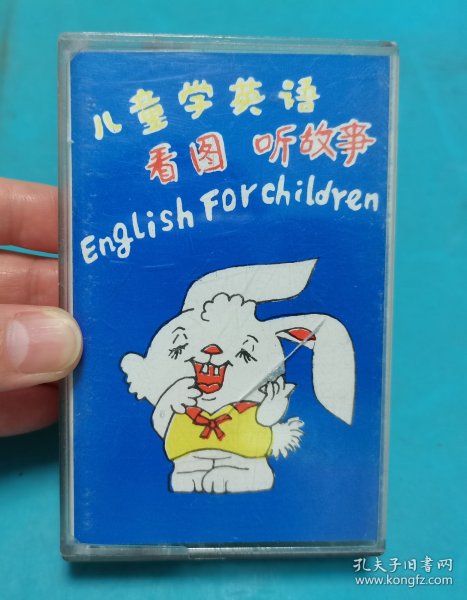 儿童学英语
看图 听故事
English For children
孔夫子旧书网
www.kongfz.com